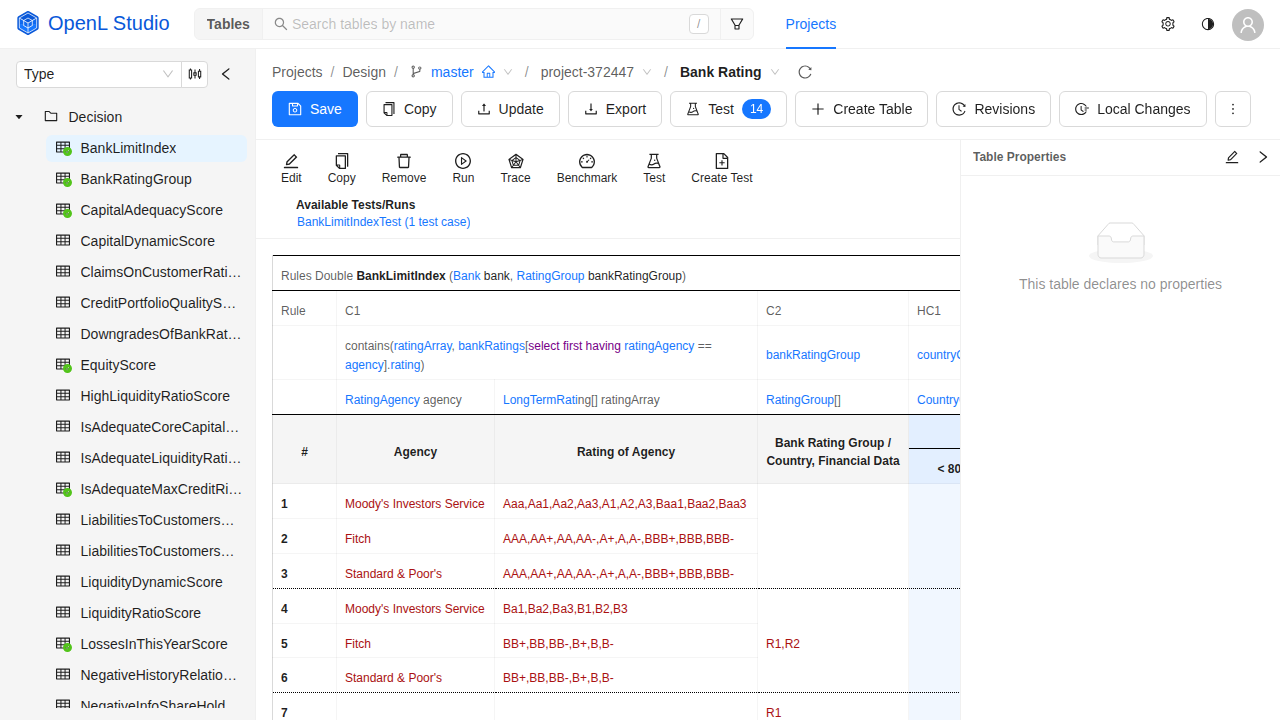 OpenL Studio
Tables
Search tables by name
/
Projects
Type
Projects / Design / master / project-372447 / Bank Rating
Save
Copy
Update
Export
Test 14
Create Table
Revisions
Local Changes
Decision
BankLimitIndex
BankRatingGroup
CapitalAdequacyScore
CapitalDynamicScore
ClaimsOnCustomerRati…
CreditPortfolioQualityS…
DowngradesOfBankRat…
EquityScore
HighLiquidityRatioScore
IsAdequateCoreCapital…
IsAdequateLiquidityRati…
IsAdequateMaxCreditRi…
LiabilitiesToCustomers…
LiabilitiesToCustomers…
LiquidityDynamicScore
LiquidityRatioScore
LossesInThisYearScore
NegativeHistoryRelatio…
NegativeInfoShareHold
Edit
Copy
Remove
Run
Trace
Benchmark
Test
Create Test
Available Tests/Runs
BankLimitIndexTest (1 test case)
Table Properties
This table declares no properties
Rules Double BankLimitIndex (Bank bank, RatingGroup bankRatingGroup)
Rule C1 C2 HC1
contains(ratingArray, bankRatings[select first having ratingAgency ==
agency].rating)
bankRatingGroup
RatingAgency agency LongTermRating[] ratingArray RatingGroup[]
# Agency Rating of Agency
Bank Rating Group /
Country, Financial Data
< 80
1 Moody's Investors Service Aaa,Aa1,Aa2,Aa3,A1,A2,A3,Baa1,Baa2,Baa3
2 Fitch AAA,AA+,AA,AA-,A+,A,A-,BBB+,BBB,BBB-
3 Standard & Poor's AAA,AA+,AA,AA-,A+,A,A-,BBB+,BBB,BBB-
4 Moody's Investors Service Ba1,Ba2,Ba3,B1,B2,B3
5 Fitch BB+,BB,BB-,B+,B,B- R1,R2
6 Standard & Poor's BB+,BB,BB-,B+,B,B-
7 R1